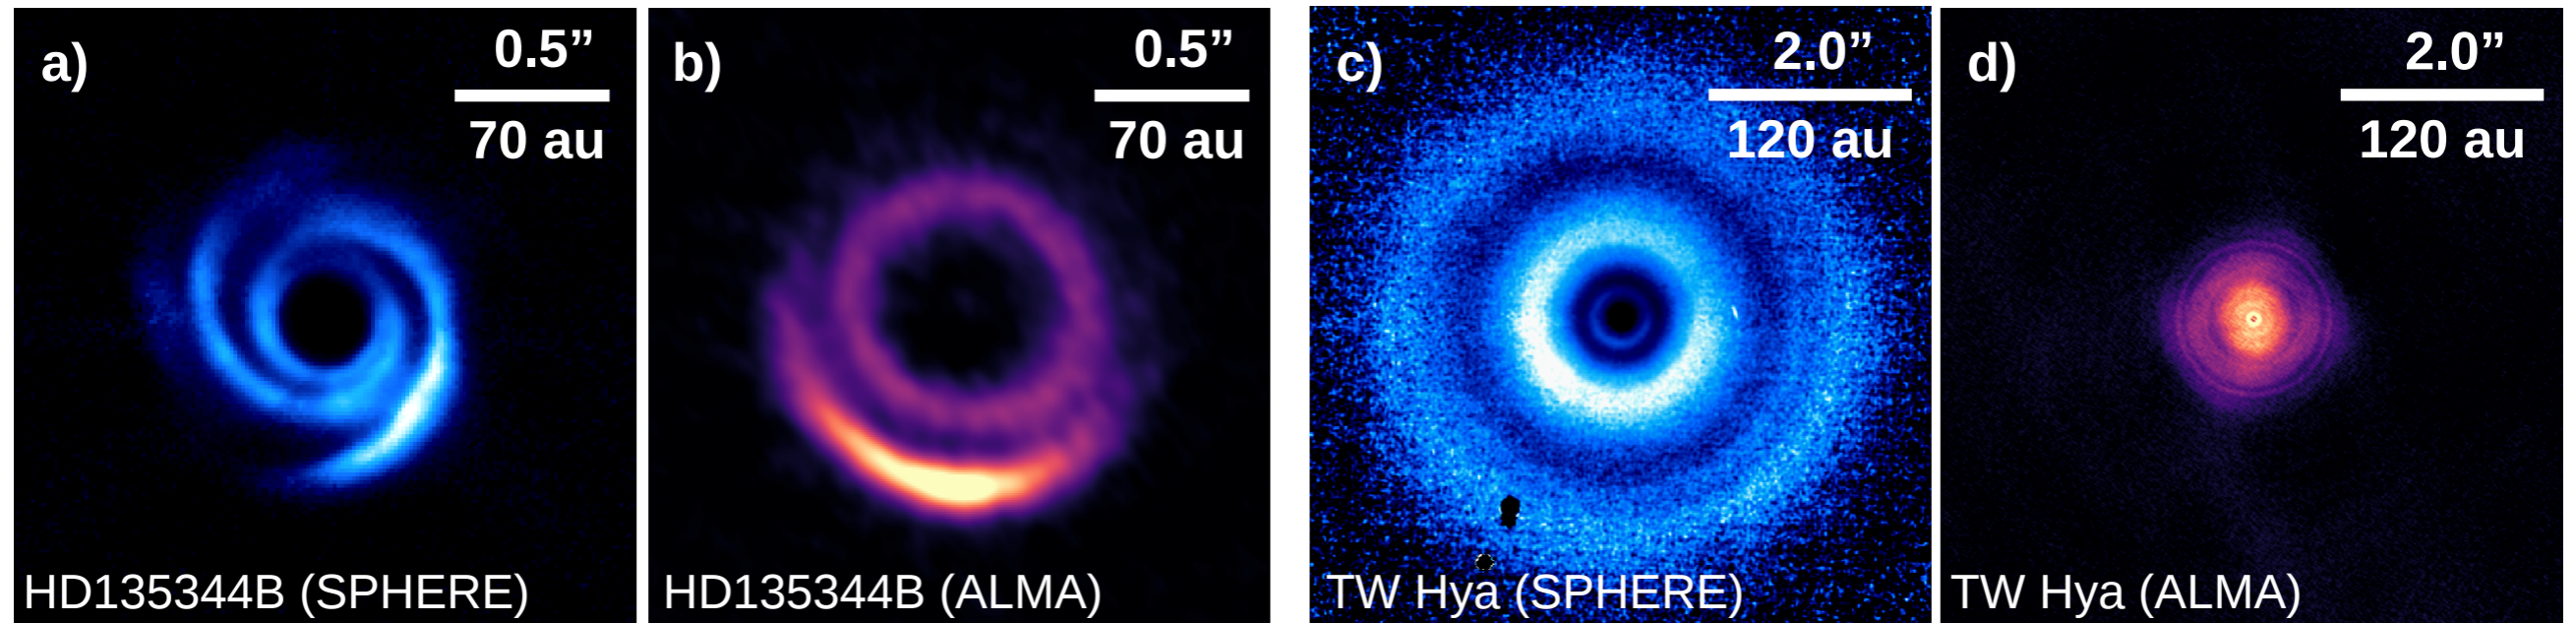 a)
0.5”
70 au
HD135344B (SPHERE)
b)
0.5”
70 au
HD135344B (ALMA)
c)
2.0”
120 au
TW Hya (SPHERE)
d)
2.0”
120 au
TW Hya (ALMA)